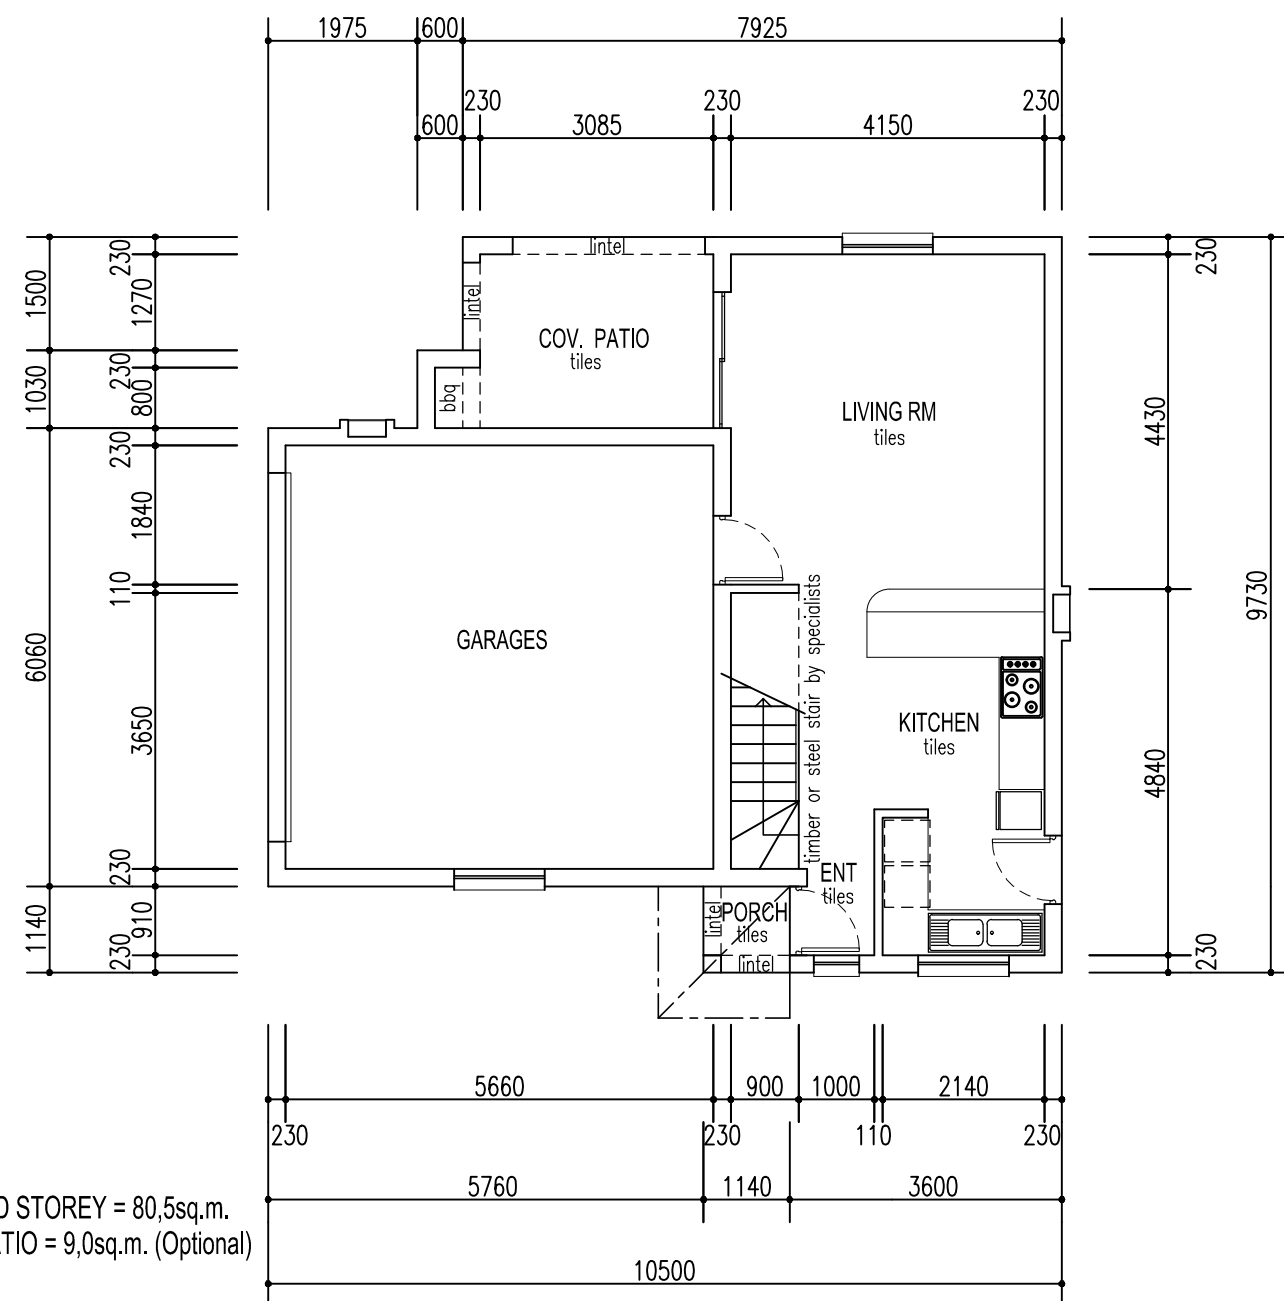 1975 600 7925
230 230 230
600 3085 4150
lintel
230
1500
1270
230
1030
800
230
1840
110
6060
3650
230
1140
910
230
lintel
COV. PATIO
tiles
bbq
LIVING RM
tiles
230
4430
9730
4840
230
GARAGES
timber or steel stair by specialists
KITCHEN
tiles
ENT
tiles
PORCH
tiles
lintel
lintel
5660 900 1000 2140
230 230 110 230
5760 1140 3600
STOREY = 80,5sq.m.
= 9,0sq.m. (Optional)
10500